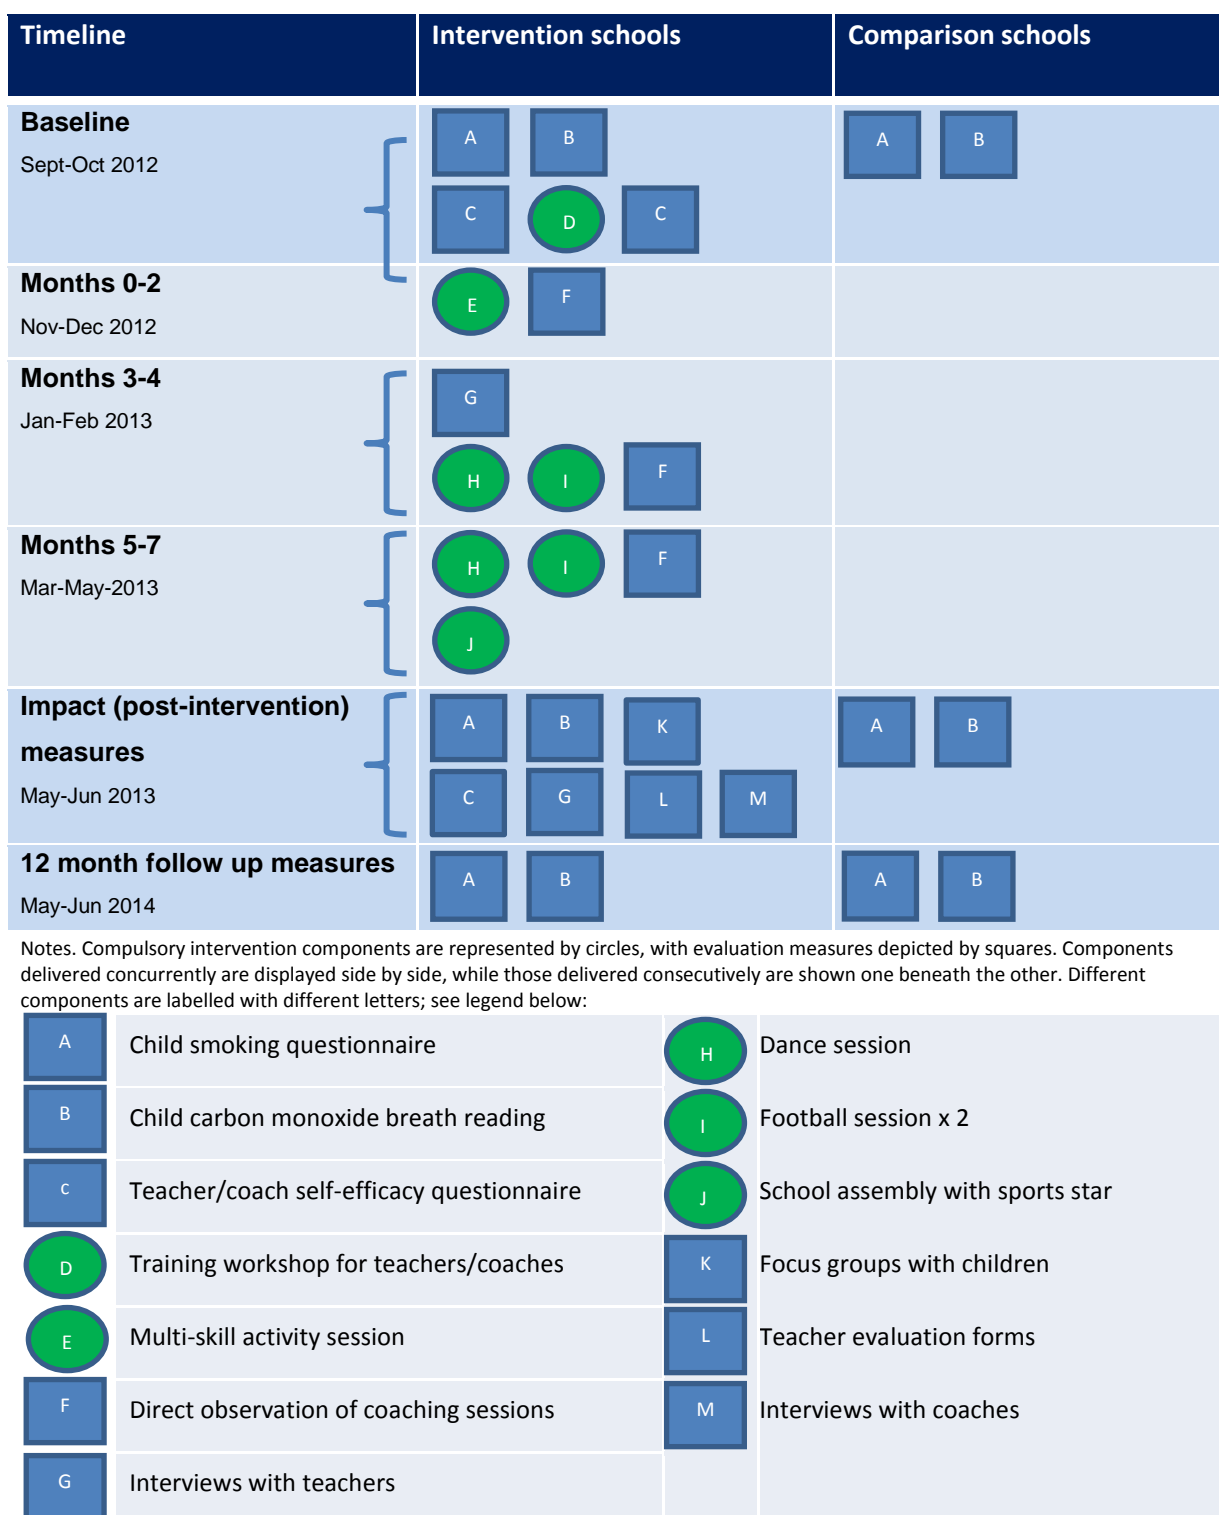 Timeline
Intervention schools
Comparison schools
Baseline
Sept-Oct 2012
A B
C D C
A B
Months 0-2
Nov-Dec 2012
E F
Months 3-4
Jan-Feb 2013
G
H I F
Months 5-7
Mar-May-2013
H I F
J
Impact (post-intervention)
measures
May-Jun 2013
A B K
C G L M
A B
12 month follow up measures
May-Jun 2014
A B
A B
Notes. Compulsory intervention components are represented by circles, with evaluation measures depicted by squares. Components
delivered concurrently are displayed side by side, while those delivered consecutively are shown one beneath the other. Different
components are labelled with different letters; see legend below:
A Child smoking questionnaire
B Child carbon monoxide breath reading
c Teacher/coach self-efficacy questionnaire
D Training workshop for teachers/coaches
E Multi-skill activity session
F Direct observation of coaching sessions
G Interviews with teachers
H Dance session
I Football session x 2
J School assembly with sports star
K Focus groups with children
L Teacher evaluation forms
M Interviews with coaches